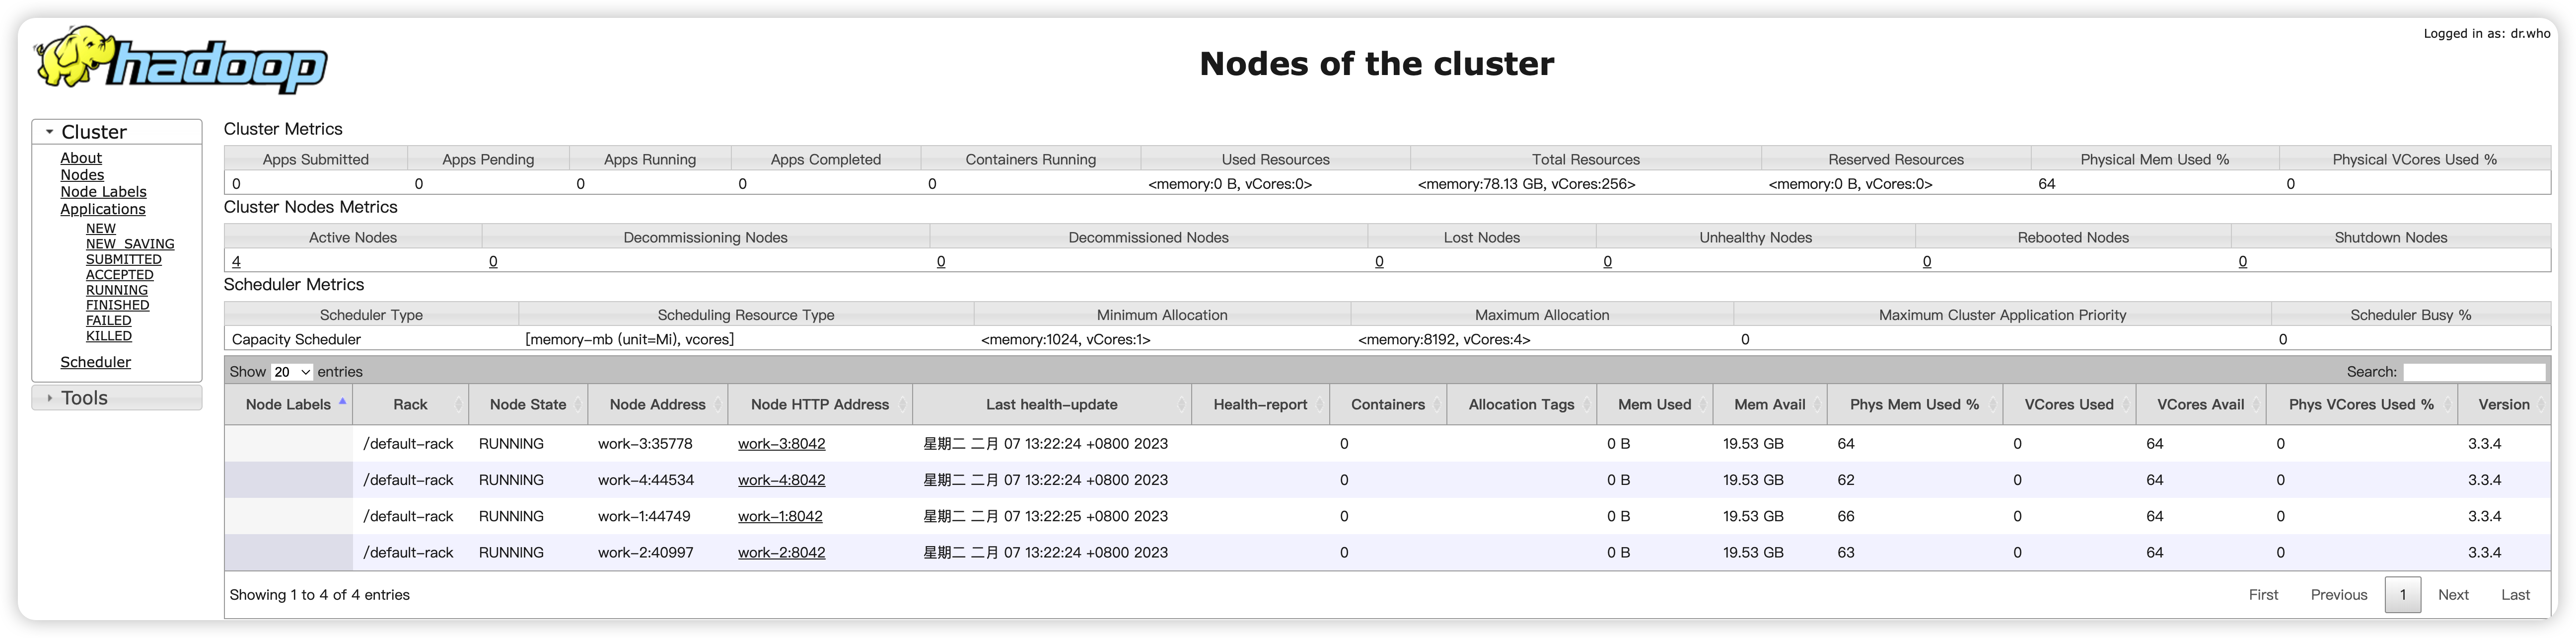 hadoop
Nodes of the cluster
Logged in as: dr.who
Cluster
About
Nodes
Node Labels
Applications
NEW
NEW_SAVING
SUBMITTED
ACCEPTED
RUNNING
FINISHED
FAILED
KILLED
Scheduler
Tools
Cluster Metrics
Apps Submitted Apps Pending Apps Running Apps Completed Containers Running Used Resources Total Resources Reserved Resources Physical Mem Used % Physical VCores Used %
0 0 0 0 0 <memory:0 B, vCores:0> <memory:78.13 GB, vCores:256> <memory:0 B, vCores:0> 64 0
Cluster Nodes Metrics
Active Nodes Decommissioning Nodes Decommissioned Nodes Lost Nodes Unhealthy Nodes Rebooted Nodes Shutdown Nodes
4 0 0 0 0 0 0
Scheduler Metrics
Scheduler Type Scheduling Resource Type Minimum Allocation Maximum Allocation Maximum Cluster Application Priority Scheduler Busy %
Capacity Scheduler [memory-mb (unit=Mi), vcores] <memory:1024, vCores:1> <memory:8192, vCores:4> 0 0
Show 20 entries Search:
Node Labels Rack Node State Node Address Node HTTP Address Last health-update Health-report Containers Allocation Tags Mem Used Mem Avail Phys Mem Used % VCores Used VCores Avail Phys VCores Used % Version
/default-rack RUNNING work-3:35778 work-3:8042 星期二 二月 07 13:22:24 +0800 2023 0 0 B 19.53 GB 64 0 64 0 3.3.4
/default-rack RUNNING work-4:44534 work-4:8042 星期二 二月 07 13:22:24 +0800 2023 0 0 B 19.53 GB 62 0 64 0 3.3.4
/default-rack RUNNING work-1:44749 work-1:8042 星期二 二月 07 13:22:25 +0800 2023 0 0 B 19.53 GB 66 0 64 0 3.3.4
/default-rack RUNNING work-2:40997 work-2:8042 星期二 二月 07 13:22:24 +0800 2023 0 0 B 19.53 GB 63 0 64 0 3.3.4
Showing 1 to 4 of 4 entries First Previous 1 Next Last